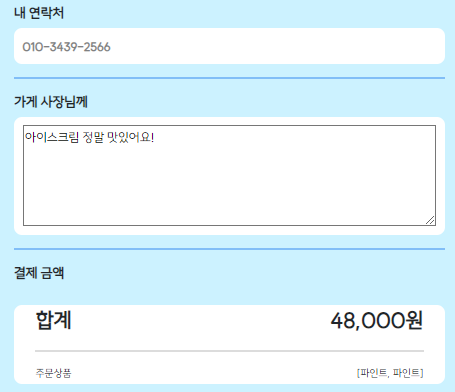 내 연락처
010-3439-2566
가게 사장님께
아이스크림 정말 맛있어요!
결제 금액
합계 48,000원
주문상품 [파인트, 파인트]